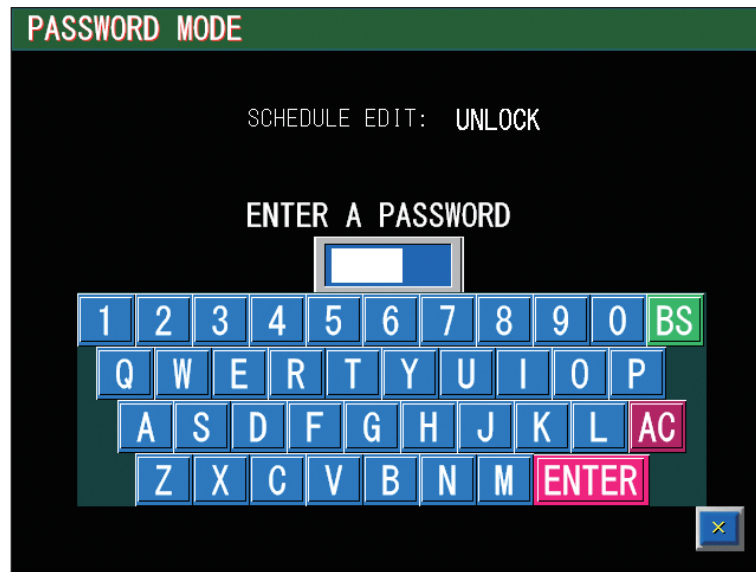 PASSWORD MODE
SCHEDULE EDIT: UNLOCK
ENTER A PASSWORD
1 2 3 4 5 6 7 8 9 0 BS
Q W E R T Y U I O P
A S D F G H J K L AC
Z X C V B N M ENTER
×